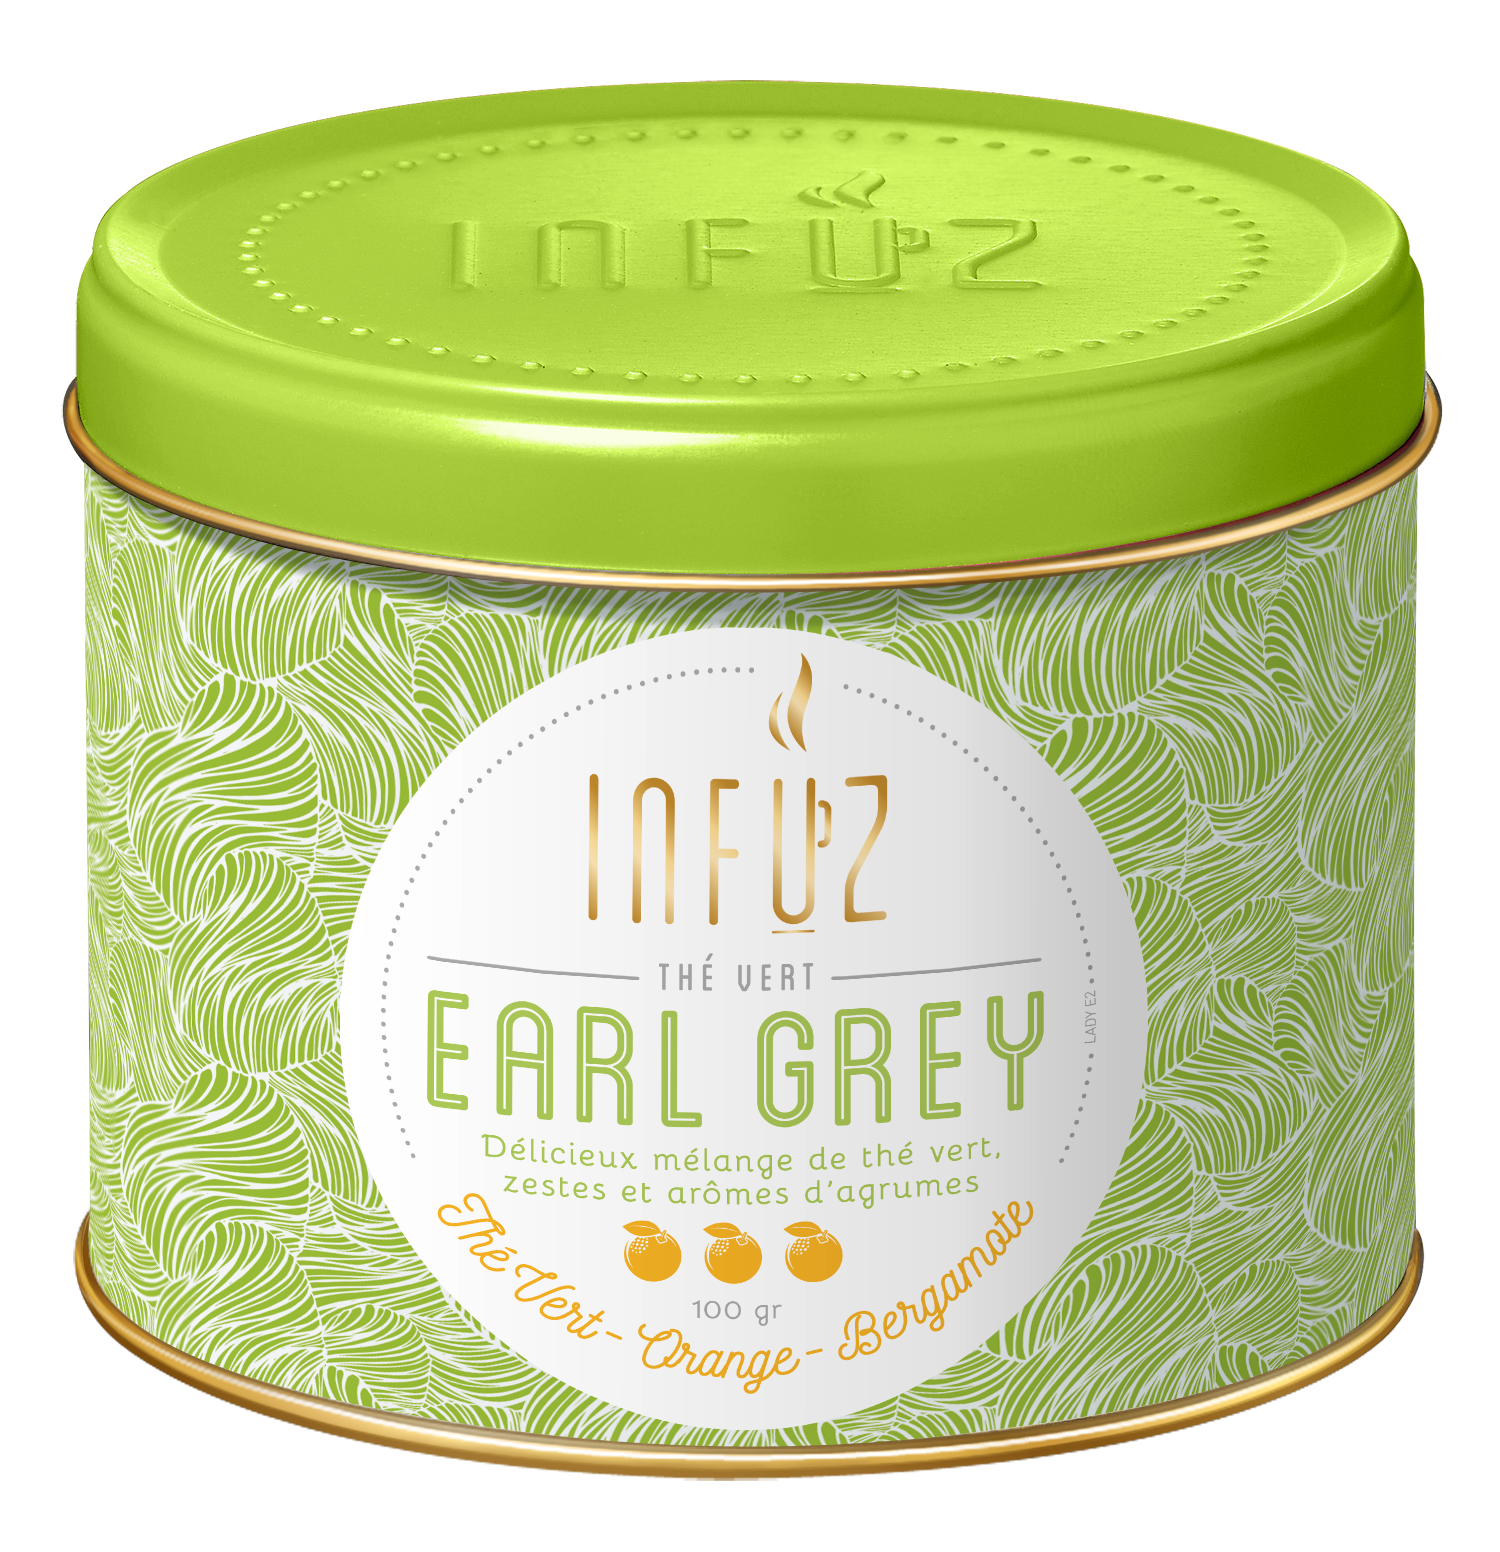 INFUZ
INFUZ
THÉ VERT
EARL GREY
LADY E2
Délicieux mélange de thé vert,
zestes et arômes d'agrumes
100 gr
Thé Vert - Orange - Bergamote